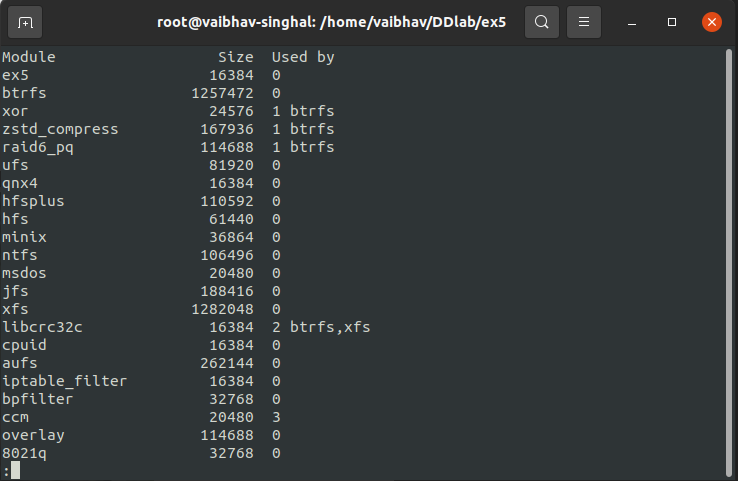 root@vaibhav-singhal: /home/vaibhav/DDlab/ex5
Module                  Size  Used by
ex5                    16384  0
btrfs                1257472  0
xor                    24576  1 btrfs
zstd_compress         167936  1 btrfs
raid6_pq              114688  1 btrfs
ufs                    81920  0
qnx4                   16384  0
hfsplus               110592  0
hfs                    61440  0
minix                  36864  0
ntfs                  106496  0
msdos                  20480  0
jfs                   188416  0
xfs                  1282048  0
libcrc32c              16384  2 btrfs,xfs
cpuid                  16384  0
aufs                  262144  0
iptable_filter         16384  0
bpfilter               32768  0
ccm                    20480  3
overlay               114688  0
8021q                  32768  0
: